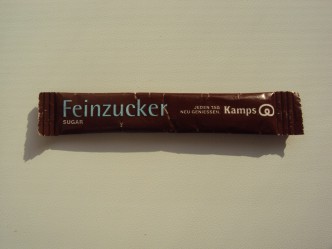 Feinzucker
SUGAR
JEDEN TAG
NEU GENIESSEN.
Kamps